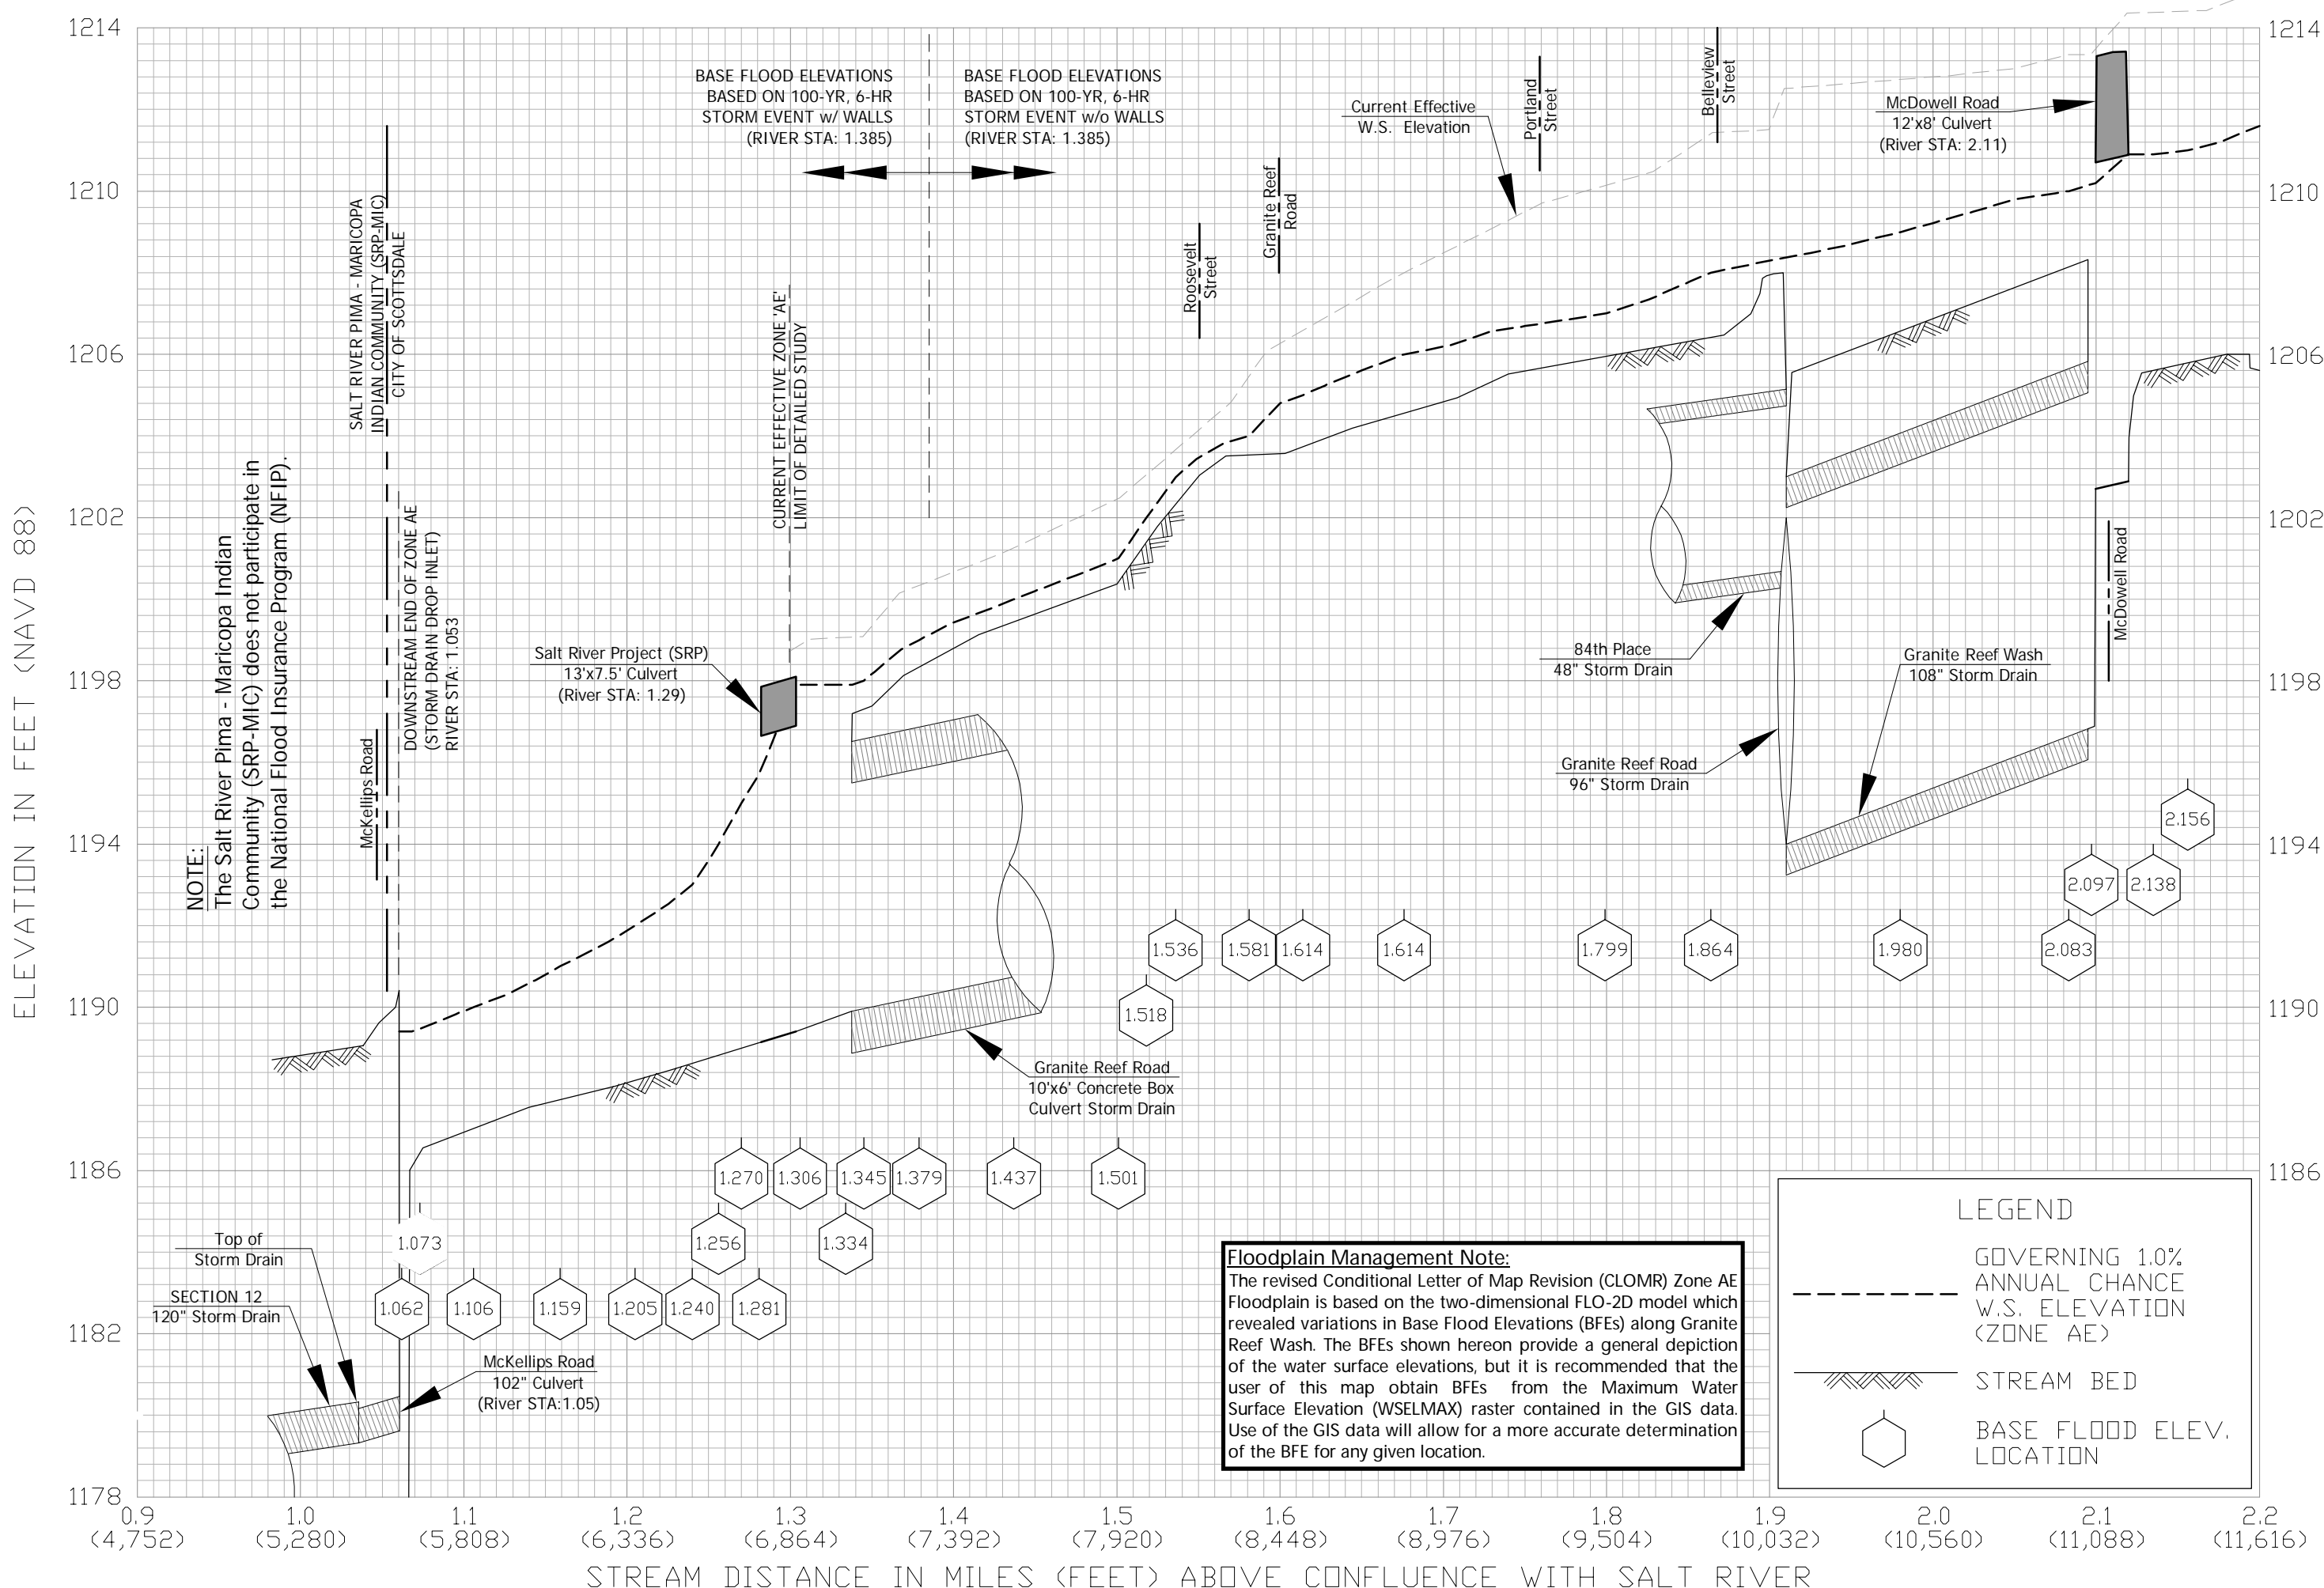 ELEVATION IN FEET (NAVD 88)
1214
1210
1206
1202
1198
1194
1190
1186
1182
1178
1214
1210
1206
1202
1198
1194
1190
1186
BASE FLOOD ELEVATIONS
BASED ON 100-YR, 6-HR
STORM EVENT w/ WALLS
(RIVER STA: 1.385)
BASE FLOOD ELEVATIONS
BASED ON 100-YR, 6-HR
STORM EVENT w/o WALLS
(RIVER STA: 1.385)
Current Effective
W.S. Elevation
Portland
Street
Belleview
Street
McDowell Road
12'x8' Culvert
(River STA: 2.11)
Granite Reef
Road
Roosevelt
Street
SALT RIVER PIMA - MARICOPA
INDIAN COMMUNITY (SRP-MIC)
CITY OF SCOTTSDALE
CURRENT EFFECTIVE ZONE 'AE'
LIMIT OF DETAILED STUDY
NOTE:
The Salt River Pima - Maricopa Indian
Community (SRP-MIC) does not participate in
the National Flood Insurance Program (NFIP).
DOWNSTREAM END OF ZONE AE
(STORM DRAIN DROP INLET)
RIVER STA: 1.053
McKellips Road
Salt River Project (SRP)
13'x7.5' Culvert
(River STA: 1.29)
84th Place
48" Storm Drain
Granite Reef Wash
108" Storm Drain
McDowell Road
Granite Reef Road
96" Storm Drain
Granite Reef Road
10'x6' Concrete Box
Culvert Storm Drain
2.156
2.097
2.138
1.536
1.581
1.614
1.614
1.799
1.864
1.980
2.083
1.518
1.270
1.306
1.345
1.379
1.437
1.501
1.073
1.256
1.334
1.062
1.106
1.159
1.205
1.240
1.281
Top of
Storm Drain
SECTION 12
120" Storm Drain
McKellips Road
102" Culvert
(River STA:1.05)
Floodplain Management Note:
The revised Conditional Letter of Map Revision (CLOMR) Zone AE
Floodplain is based on the two-dimensional FLO-2D model which
revealed variations in Base Flood Elevations (BFEs) along Granite
Reef Wash. The BFEs shown hereon provide a general depiction
of the water surface elevations, but it is recommended that the
user of this map obtain BFEs from the Maximum Water
Surface Elevation (WSELMAX) raster contained in the GIS data.
Use of the GIS data will allow for a more accurate determination
of the BFE for any given location.
LEGEND
GOVERNING 1.0%
ANNUAL CHANCE
W.S. ELEVATION
(ZONE AE)
STREAM BED
BASE FLOOD ELEV.
LOCATION
0.9 1.0 1.1 1.2 1.3 1.4 1.5 1.6 1.7 1.8 1.9 2.0 2.1 2.2
(4,752) (5,280) (5,808) (6,336) (6,864) (7,392) (7,920) (8,448) (8,976) (9,504) (10,032) (10,560) (11,088) (11,616)
STREAM DISTANCE IN MILES (FEET) ABOVE CONFLUENCE WITH SALT RIVER